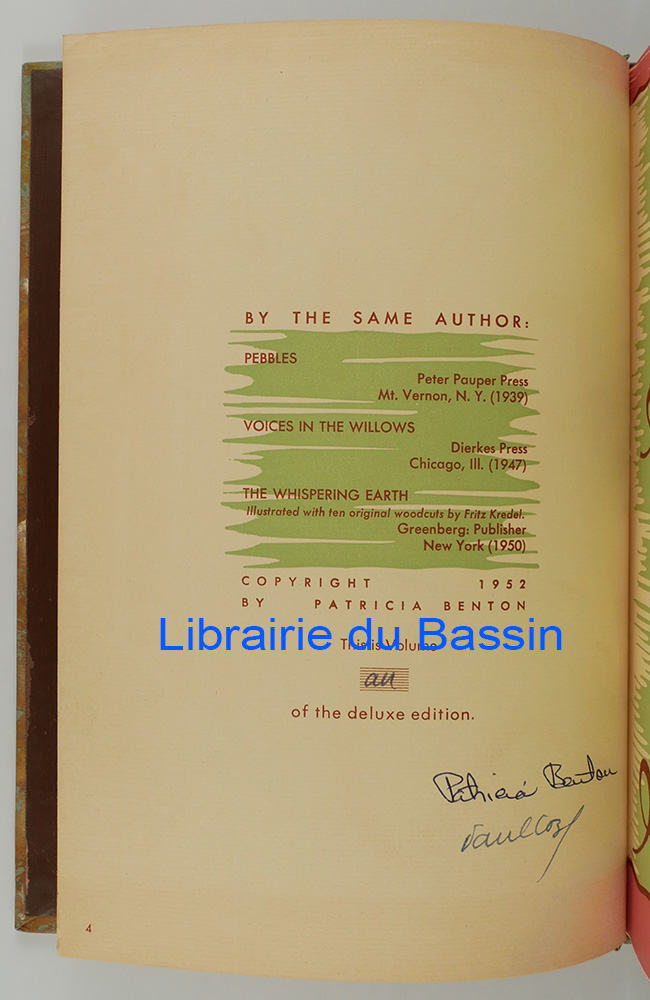 BY THE SAME AUTHOR:
PEBBLES
Peter Pauper Press
Mt. Vernon, N. Y. (1939)
VOICES IN THE WILLOWS
Dierkes Press
Chicago, Ill. (1947)
THE WHISPERING EARTH
Illustrated with ten original woodcuts by Fritz Kredel.
Greenberg: Publisher
New York (1950)
COPYRIGHT 1952
BY PATRICIA BENTON
This is Volume
Librairie du Bassin
of the deluxe edition.
Patricia Benton
4